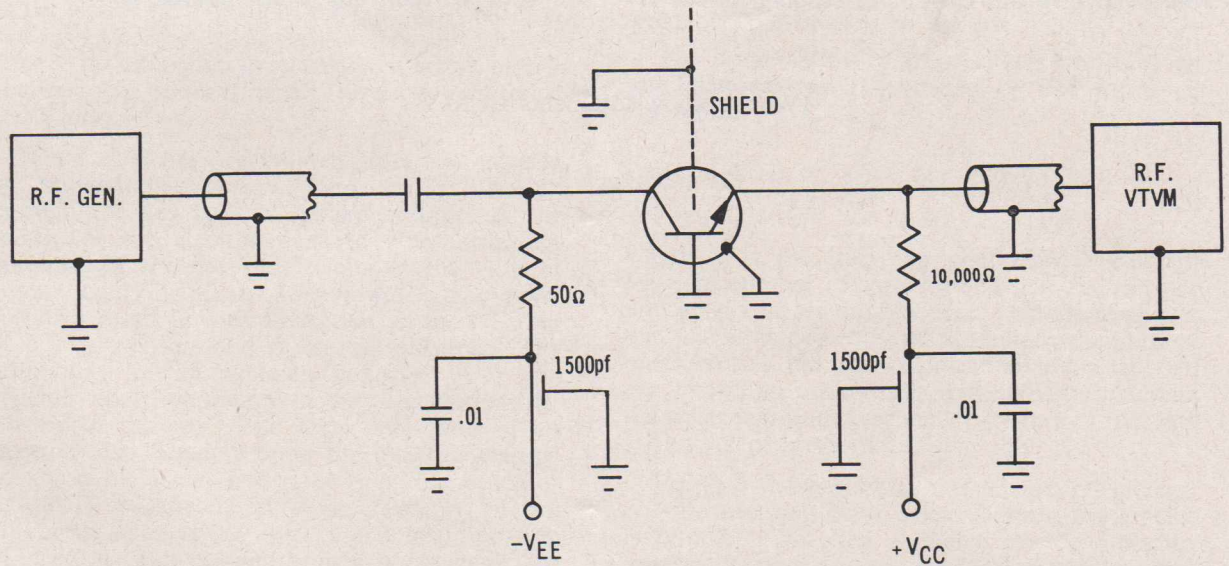 SHIELD
R.F. GEN.
R.F.
VTVM
50Ω
10,000Ω
1500pf
1500pf
.01
.01
-VEE
+VCC